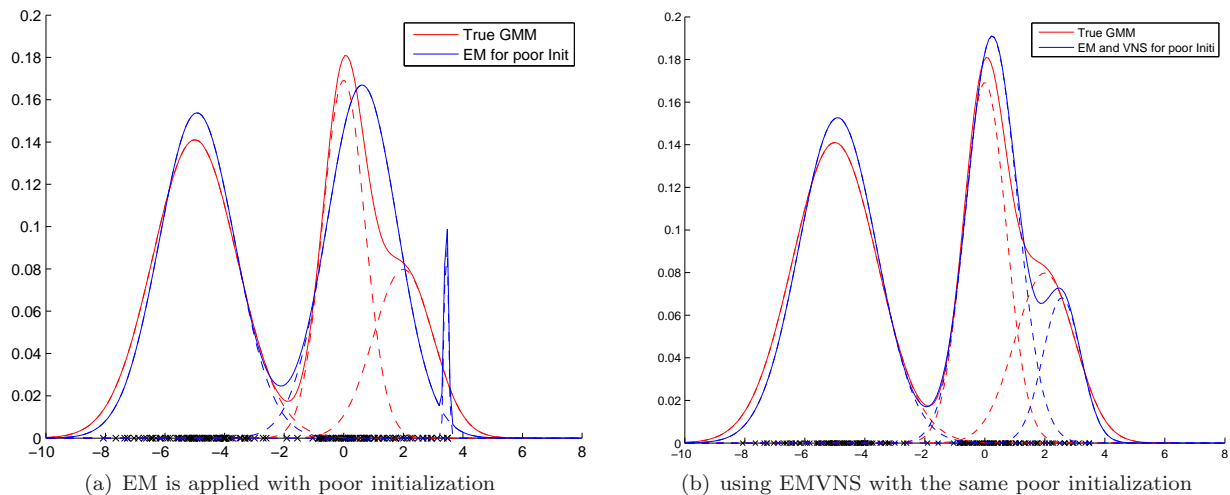 0.2
0.18
0.16
0.14
0.12
0.1
0.08
0.06
0.04
0.02
0
-10 -8 -6 -4 -2 0 2 4 6 8
True GMM
EM for poor Init
(a) EM is applied with poor initialization
0.2
0.18
0.16
0.14
0.12
0.1
0.08
0.06
0.04
0.02
0
-10 -8 -6 -4 -2 0 2 4 6 8
True GMM
EM and VNS for poor Initi
(b) using EMVNS with the same poor initialization